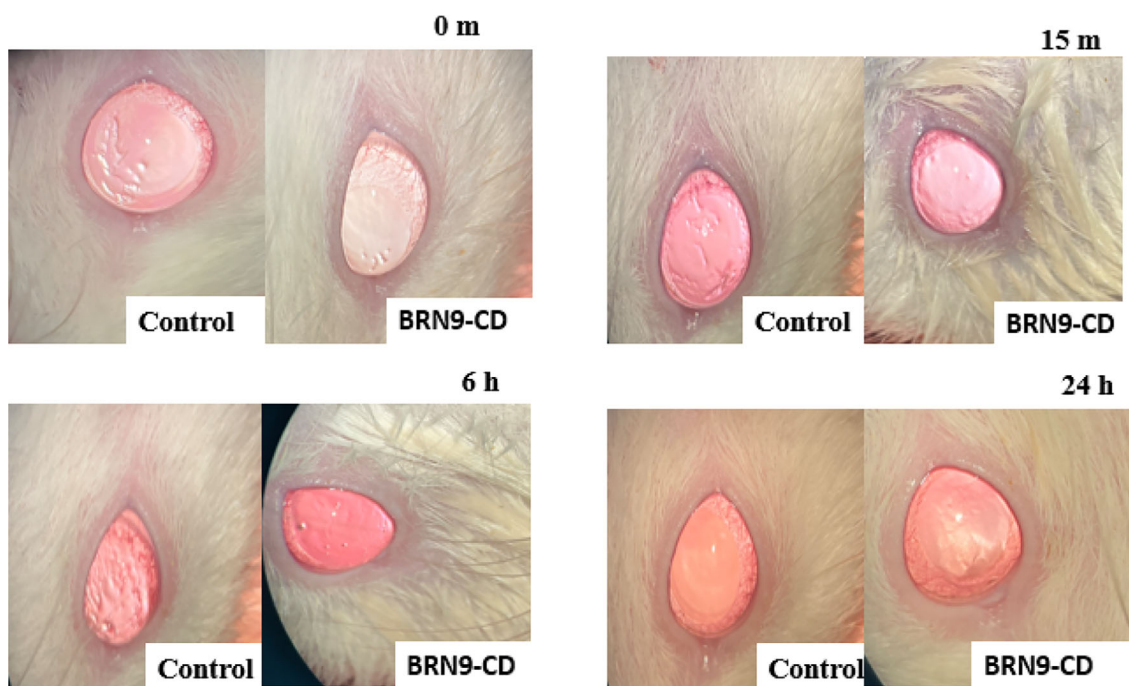 0 m
Control
BRN9-CD
15 m
Control
BRN9-CD
6 h
Control
BRN9-CD
24 h
Control
BRN9-CD